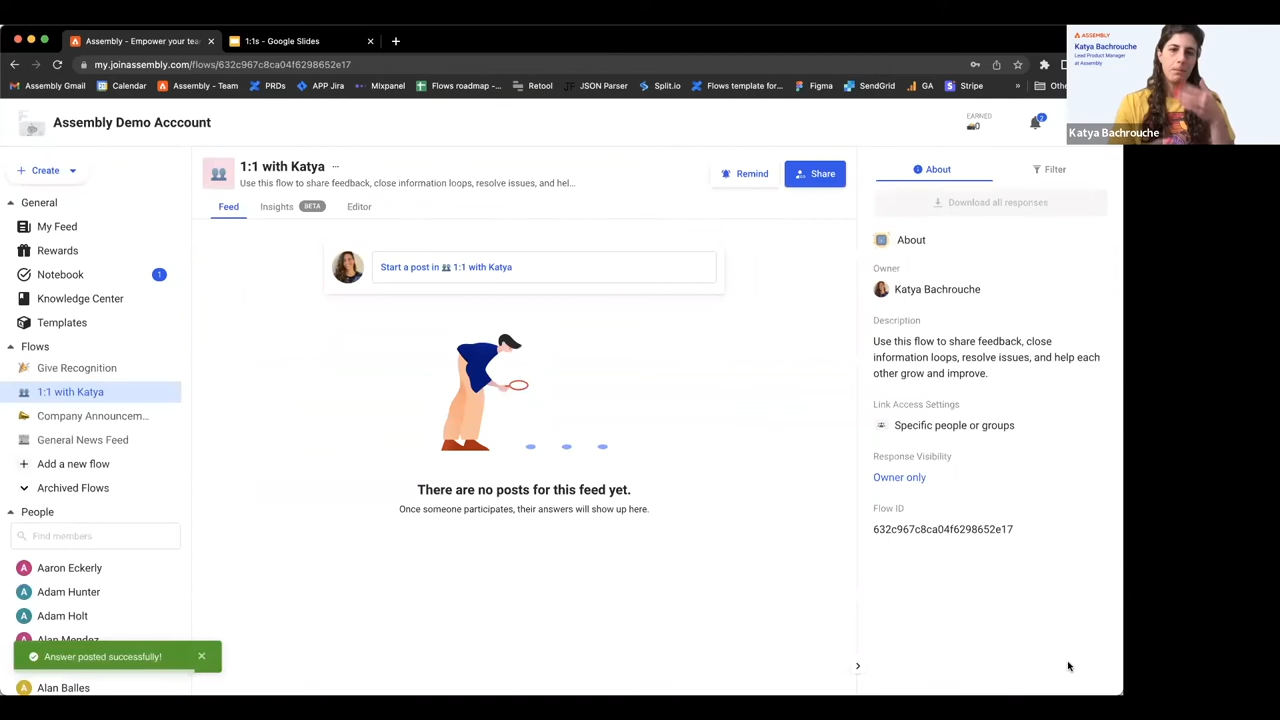 Assembly - Empower your tea
1:1s - Google Slides
my.joinassembly.com/flows/632c967c8ca04f6298652e17
Assembly Gmail
Calendar
Assembly - Team
PRDs
APP Jira
Mixpanel
Flows roadmap -...
Retool
JSON Parser
Split.io
Flows template for...
Figma
SendGrid
GA
Stripe
Othe
ASSEMBLY
Katya Bachrouche
Lead Product Manager
at Assembly
Katya Bachrouche
Assembly Demo Acccount
EARNED
0
2
Create
General
My Feed
Rewards
Notebook
1
Knowledge Center
Templates
Flows
Give Recognition
1:1 with Katya
Company Announcem...
General News Feed
Add a new flow
Archived Flows
People
Find members
A Aaron Eckerly
A Adam Hunter
A Adam Holt
Alan Mendez
Answer posted successfully!
A Alan Balles
1:1 with Katya ...
Use this flow to share feedback, close information loops, resolve issues, and hel...
Remind
Share
Feed
Insights BETA
Editor
Start a post in 1:1 with Katya
There are no posts for this feed yet.
Once someone participates, their answers will show up here.
About
Filter
Download all responses
About
Owner
Katya Bachrouche
Description
Use this flow to share feedback, close
information loops, resolve issues, and help each
other grow and improve.
Link Access Settings
Specific people or groups
Response Visibility
Owner only
Flow ID
632c967c8ca04f6298652e17